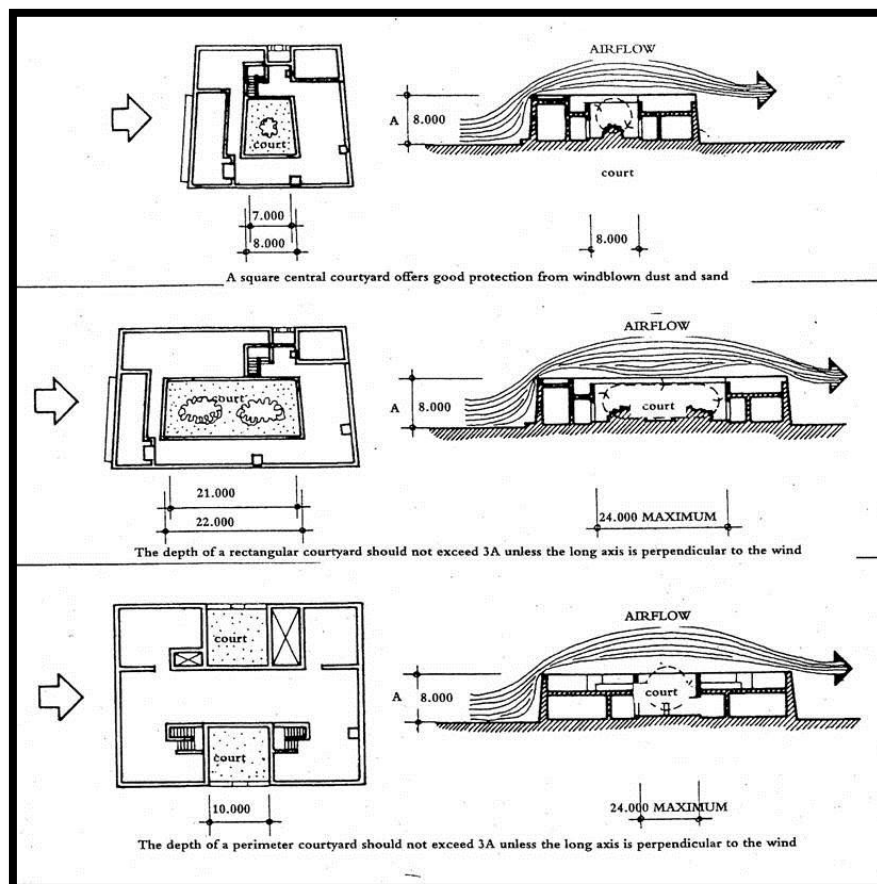 AIRFLOW
A 8.000
court
court
7.000
8.000
8.000
A square central courtyard offers good protection from windblown dust and sand
AIRFLOW
court
A 8.000
court
21.000
22.000
24.000 MAXIMUM
The depth of a rectangular courtyard should not exceed 3A unless the long axis is perpendicular to the wind
AIRFLOW
court
A 8.000
court
court
10.000
24.000 MAXIMUM
The depth of a perimeter courtyard should not exceed 3A unless the long axis is perpendicular to the wind